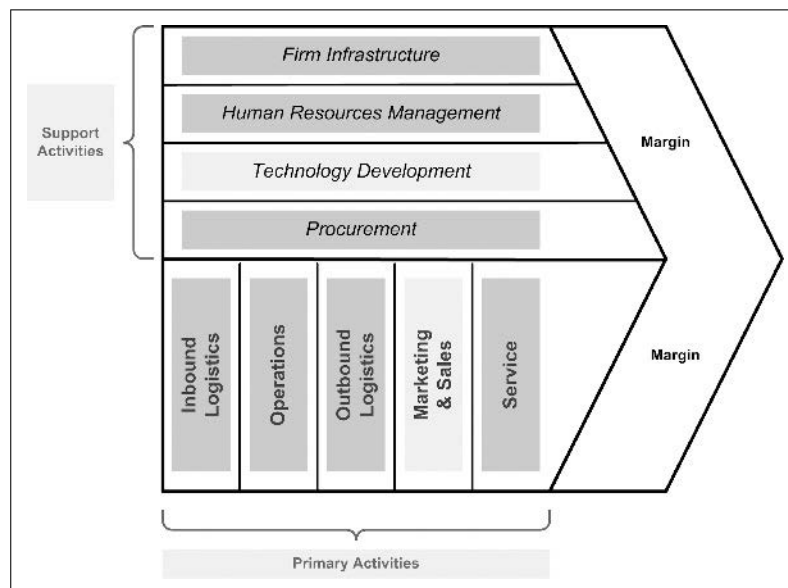 Firm Infrastructure
Human Resources Management
Support
Activities
Technology Development
Procurement
Margin
Inbound
Logistics
Operations
Outbound
Logistics
Marketing
& Sales
Service
Margin
Primary Activities